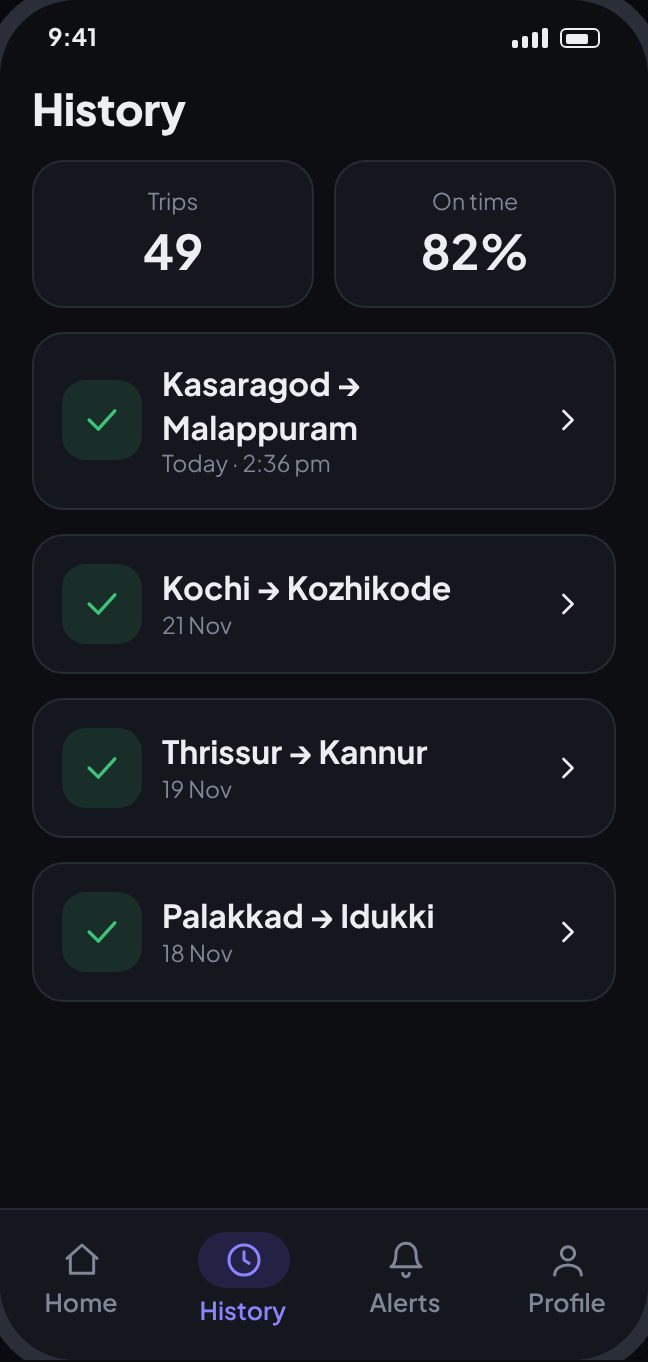 9:41
History
Trips
49
On time
82%
Kasaragod →
Malappuram
Today · 2:36 pm
Kochi → Kozhikode
21 Nov
Thrissur → Kannur
19 Nov
Palakkad → Idukki
18 Nov
Home
History
Alerts
Profile